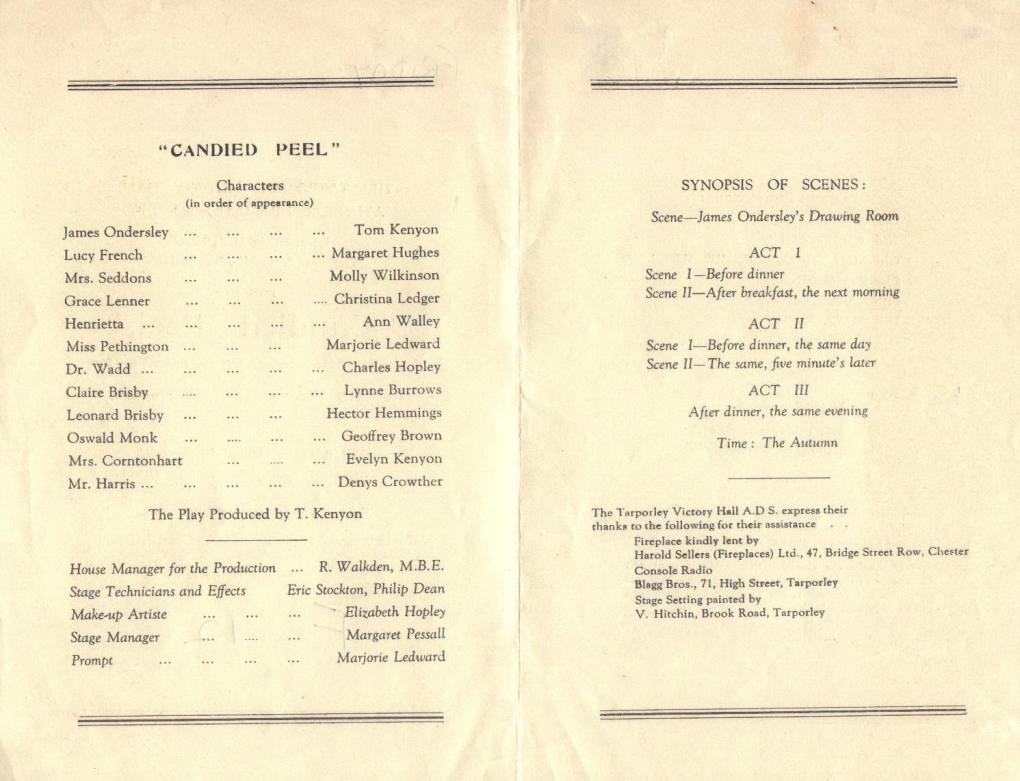 "CANDIED PEEL"
Characters
(in order of appearance)
James Ondersley ... ... ... ... Tom Kenyon
Lucy French ... ... ... ... Margaret Hughes
Mrs. Seddons ... ... ... Molly Wilkinson
Grace Lenner ... ... ... .... Christina Ledger
Henrietta ... ... ... ... ... Ann Walley
Miss Pethington ... ... ... Marjorie Ledward
Dr. Wadd ... ... ... ... ... Charles Hopley
Claire Brisby .... ... ... ... Lynne Burrows
Leonard Brisby ... ... ... Hector Hemmings
Oswald Monk ... .... ... ... Geoffrey Brown
Mrs. Corntonhart ... .... ... Evelyn Kenyon
Mr. Harris ... ... ... ... ... Denys Crowther
The Play Produced by T. Kenyon
House Manager for the Production ... R. Walkden, M.B.E.
Stage Technicians and Effects Eric Stockton, Philip Dean
Make-up Artiste ... ... ... Elizabeth Hopley
Stage Manager ... .... ... Margaret Pessall
Prompt ... ... ... ... Marjorie Ledward
SYNOPSIS OF SCENES :
Scene—James Ondersley's Drawing Room
ACT I
Scene I—Before dinner
Scene II—After breakfast, the next morning
ACT II
Scene I—Before dinner, the same day
Scene II—The same, five minute's later
ACT III
After dinner, the same evening
Time : The Autumn
The Tarporley Victory Hall A.D S. express their
thanks to the following for their assistance . .
Fireplace kindly lent by
Harold Sellers (Fireplaces) Ltd., 47, Bridge Street Row, Chester
Console Radio
Blagg Bros., 71, High Street, Tarporley
Stage Setting painted by
V. Hitchin, Brook Road, Tarporley